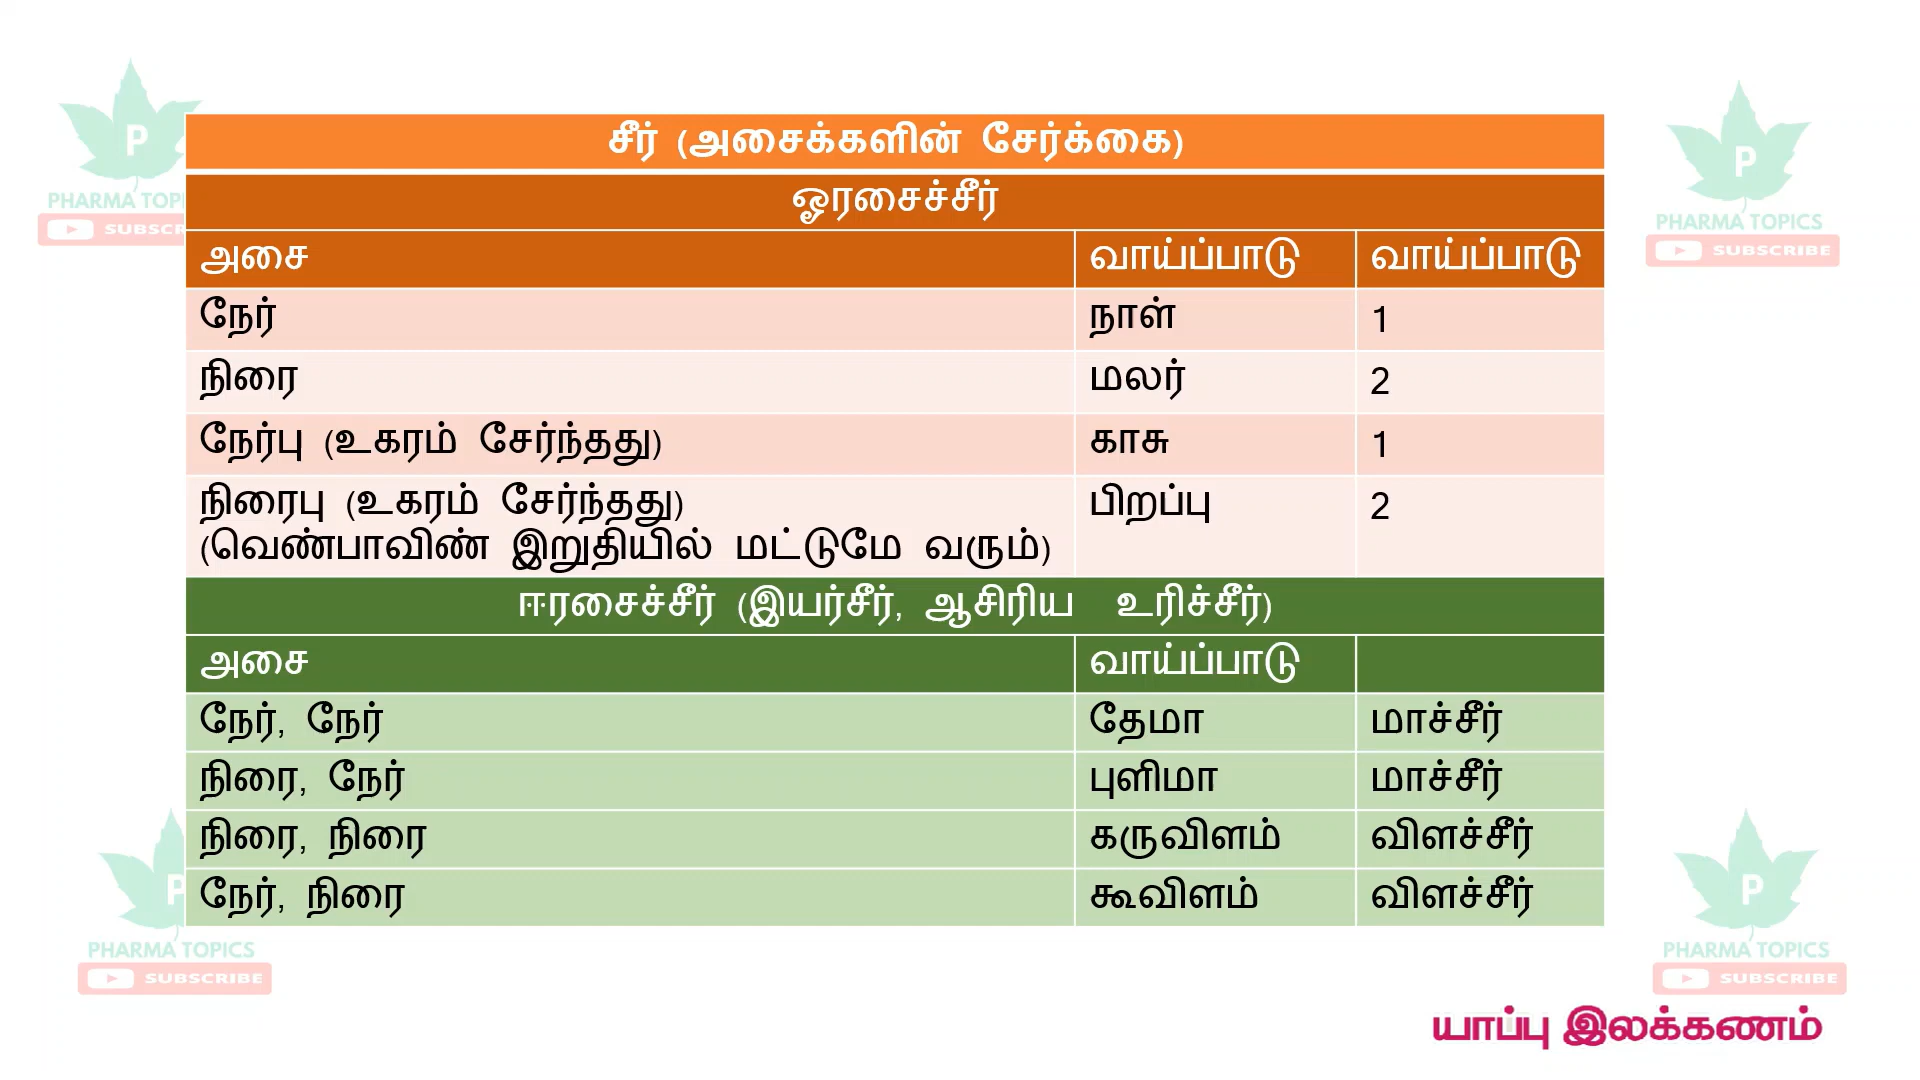 சீர் (அசைக்களின் சேர்க்கை)
ஓரசைச்சீர்
அசை வாய்ப்பாடு வாய்ப்பாடு
நேர் நாள் 1
நிரை மலர் 2
நேர்பு (உகரம் சேர்ந்தது) காசு 1
நிரைபு (உகரம் சேர்ந்தது) பிறப்பு 2
(வெண்பாவிண் இறுதியில் மட்டுமே வரும்)
ஈரசைச்சீர் (இயர்சீர், ஆசிரிய உரிச்சீர்)
அசை வாய்ப்பாடு
நேர், நேர் தேமா மாச்சீர்
நிரை, நேர் புளிமா மாச்சீர்
நிரை, நிரை கருவிளம் விளச்சீர்
நேர், நிரை கூவிளம் விளச்சீர்
யாப்பு இலக்கணம்
P
PHARMA TOPI
SUBSCR
P
PHARMA TOPICS
SUBSCRIBE
P
PHARMA TOPICS
SUBSCRIBE
P
PHARMA TOPICS
SUBSCRIBE